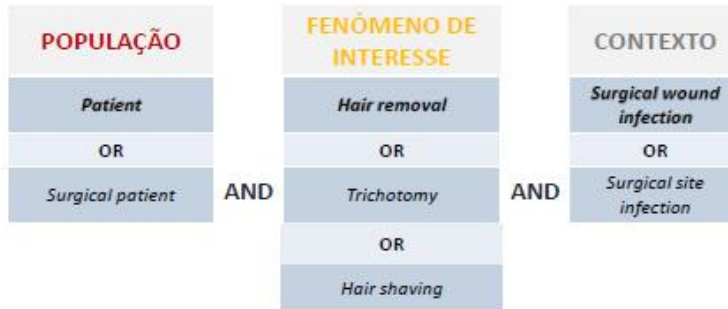 POPULAÇÃO
FENÓMENO DE
INTERESSE
CONTEXTO
Patient
Hair removal
Surgical wound
infection
OR
OR
OR
Surgical patient
AND
Trichotomy
AND
Surgical site
infection
OR
Hair shaving